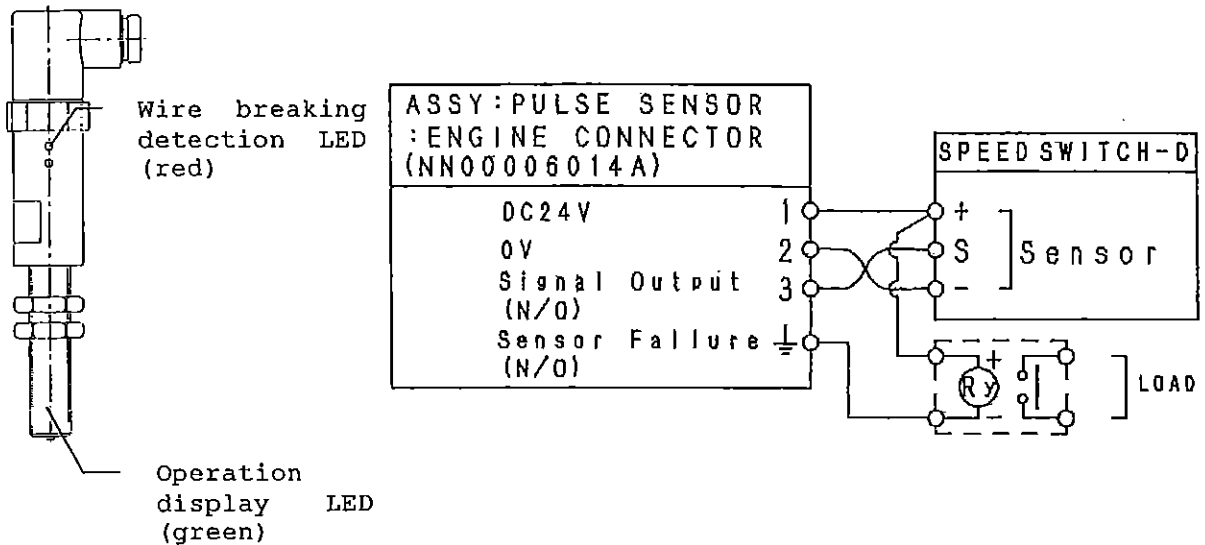 Wire breaking
detection LED
(red)
Operation
display LED
(green)
ASSY:PULSE SENSOR
:ENGINE CONNECTOR
(NN00006014A)
DC24V 1
0V 2
Signal Output 3
(N/O)
Sensor Failure
(N/O)
SPEED SWITCH-D
+
S Sensor
-
+
Ry
-
LOAD